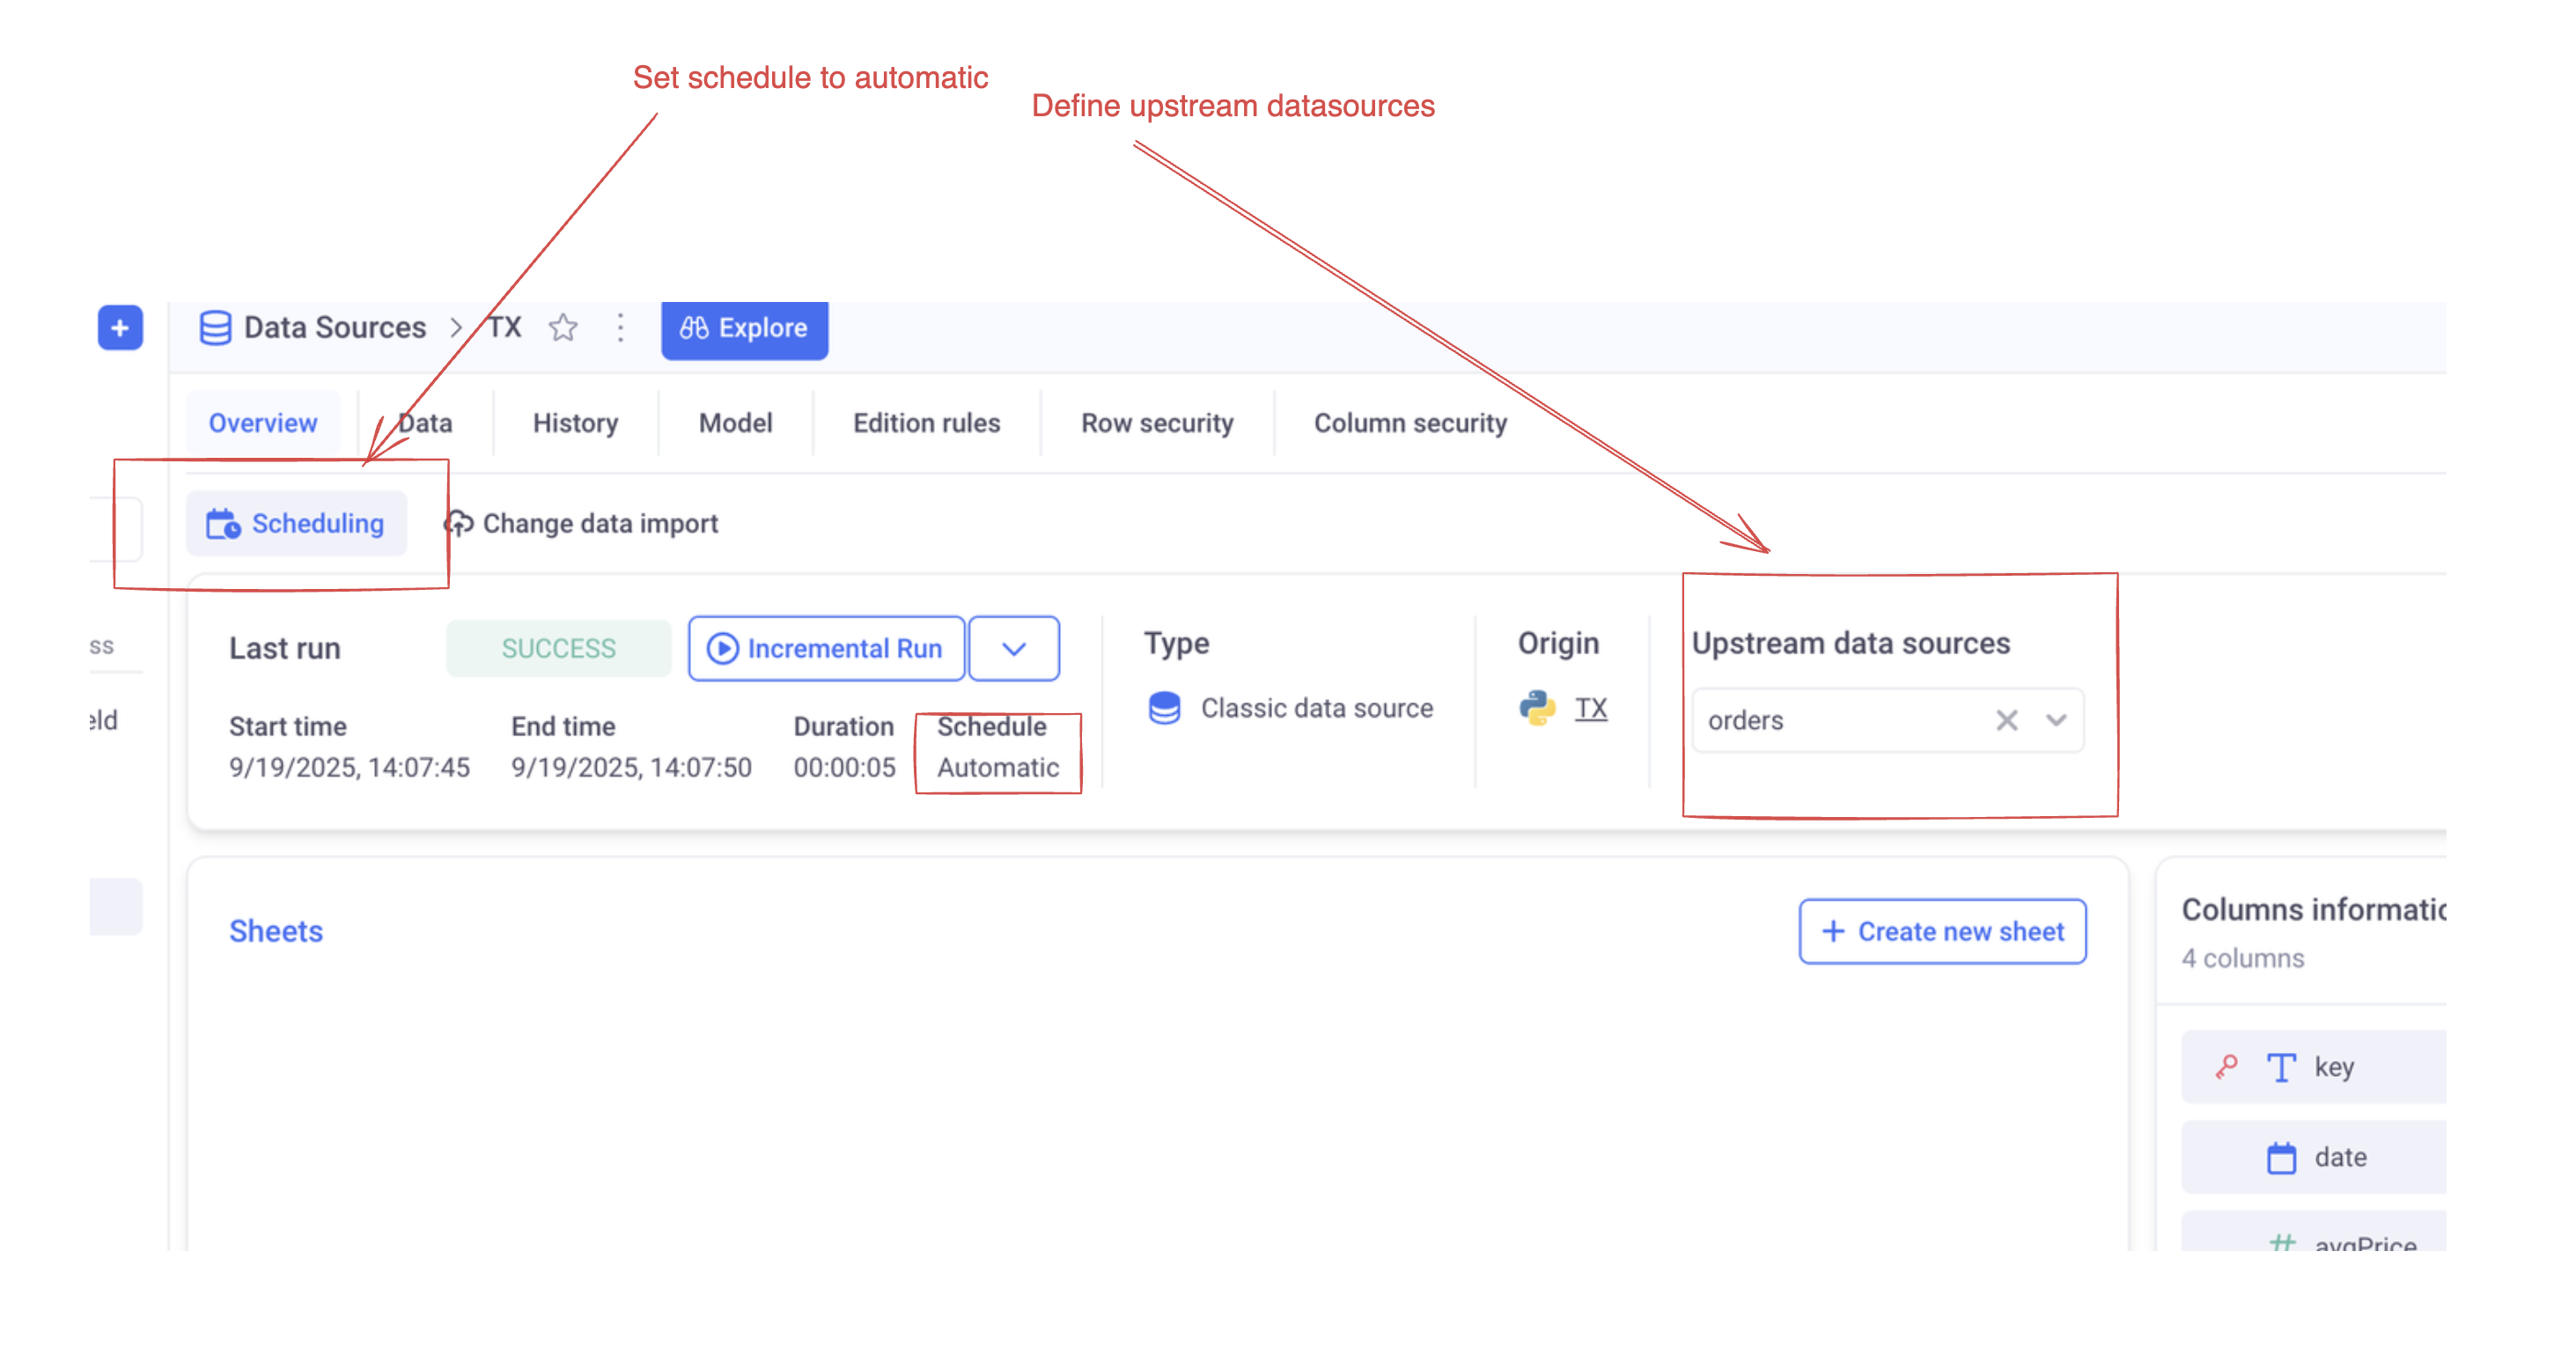 Set schedule to automatic
Define upstream datasources
Data Sources > TX
Explore
Overview
Data
History
Model
Edition rules
Row security
Column security
Scheduling
Change data import
ss
eld
Last run
SUCCESS
Incremental Run
Start time
9/19/2025, 14:07:45
End time
9/19/2025, 14:07:50
Duration
00:00:05
Schedule
Automatic
Type
Classic data source
Origin
TX
Upstream data sources
orders
Sheets
+ Create new sheet
Columns informatio
4 columns
key
date
avgPrice